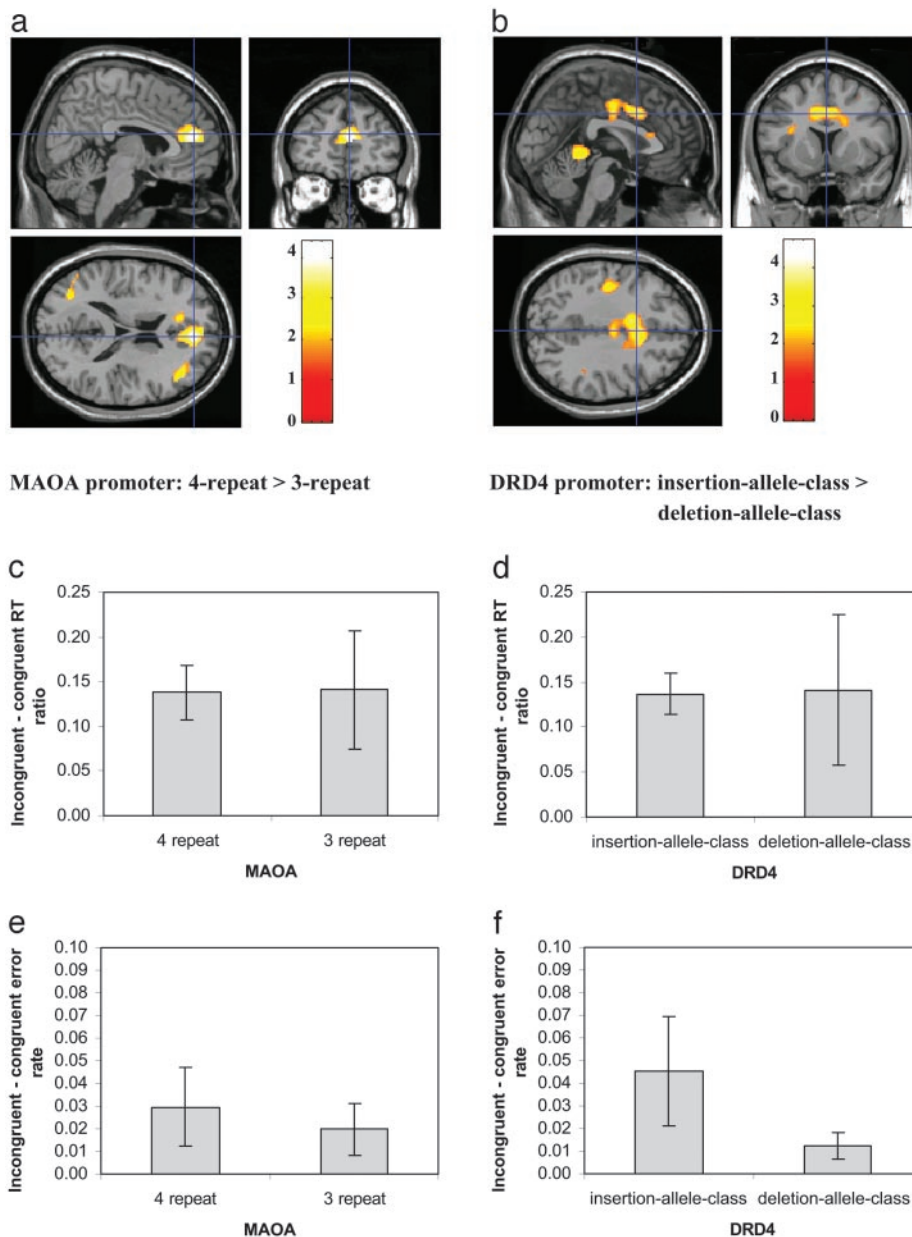 a
b
4
3
2
1
0
4
3
2
1
0
MAOA promoter: 4-repeat > 3-repeat
DRD4 promoter: insertion-allele-class >
deletion-allele-class
c
Incongruent - congruent RT
ratio
0.25
0.20
0.15
0.10
0.05
0.00
4 repeat
3 repeat
MAOA
d
Incongruent - congruent RT
ratio
0.25
0.20
0.15
0.10
0.05
0.00
insertion-allele-class
deletion-allele-class
DRD4
e
Incongruent - congruent error
rate
0.10
0.09
0.08
0.07
0.06
0.05
0.04
0.03
0.02
0.01
0.00
4 repeat
3 repeat
MAOA
f
Incongruent - congruent error
rate
0.10
0.09
0.08
0.07
0.06
0.05
0.04
0.03
0.02
0.01
0.00
insertion-allele-class
deletion-allele-class
DRD4